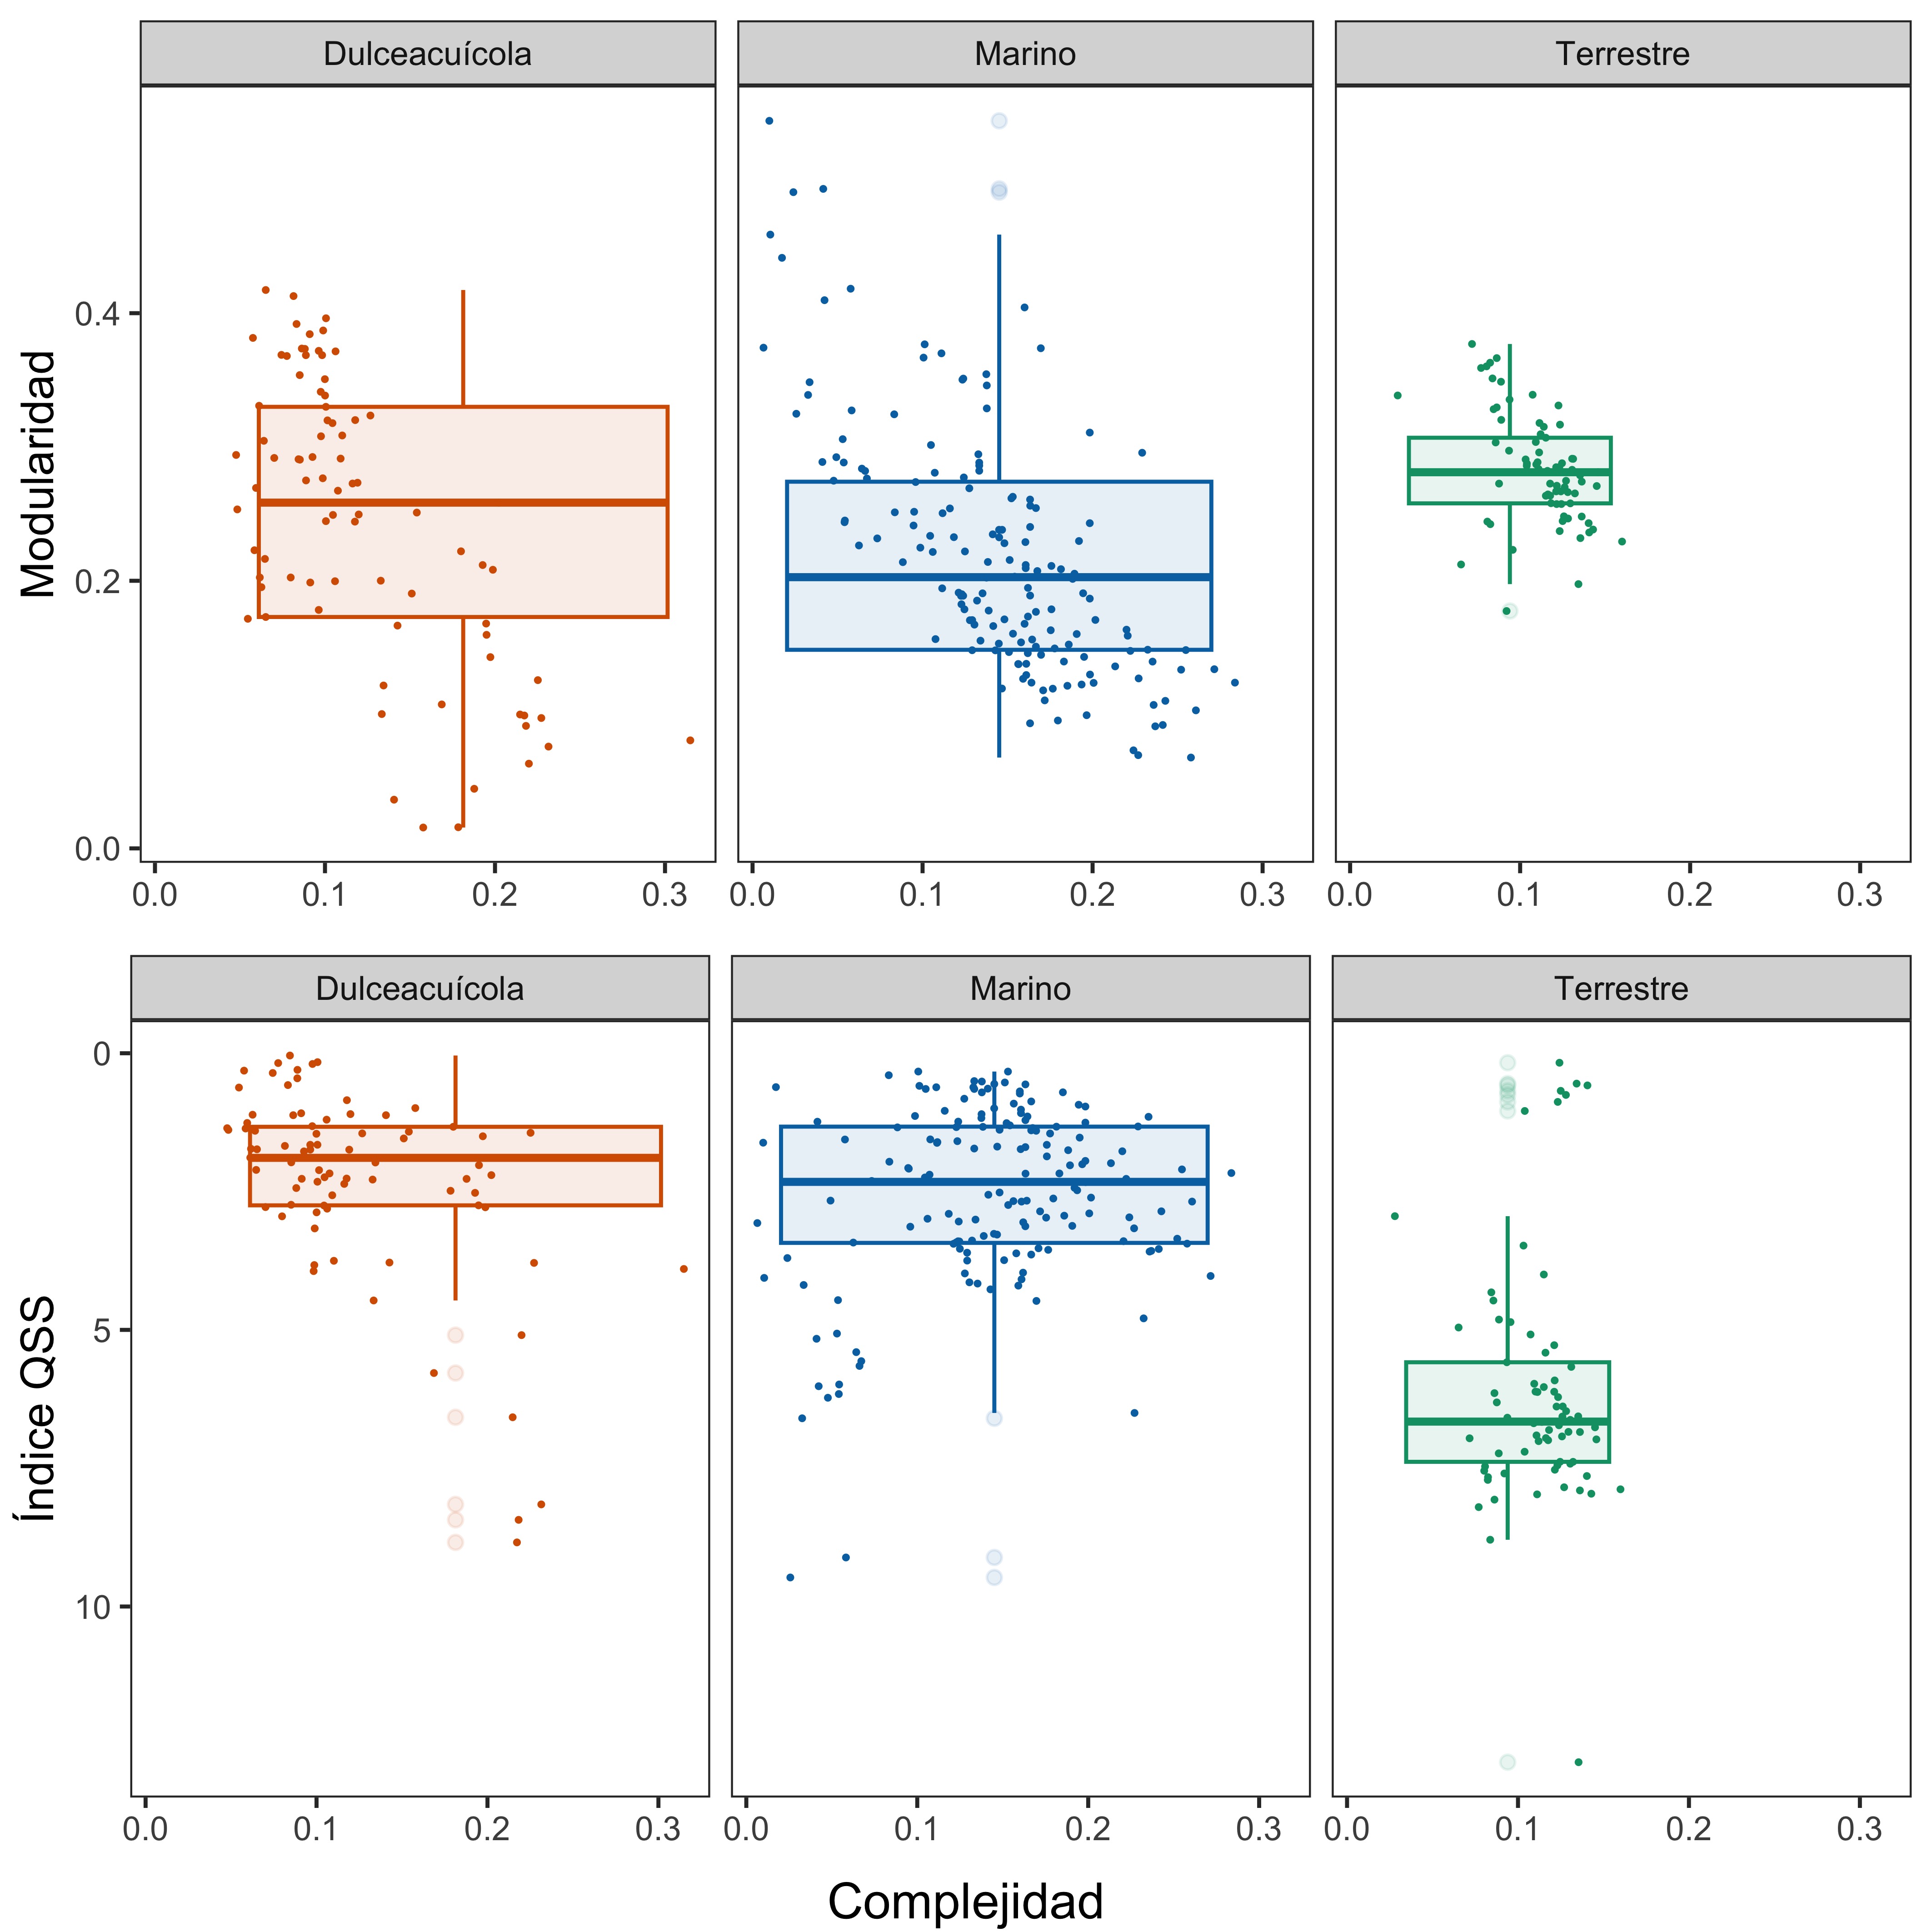 Dulceacuícola Marino Terrestre
Modularidad
0.4
0.2
0.0
0.0 0.1 0.2 0.3 0.0 0.1 0.2 0.3 0.0 0.1 0.2 0.3
Dulceacuícola Marino Terrestre
Índice QSS
0
5
10
0.0 0.1 0.2 0.3 0.0 0.1 0.2 0.3 0.0 0.1 0.2 0.3
Complejidad